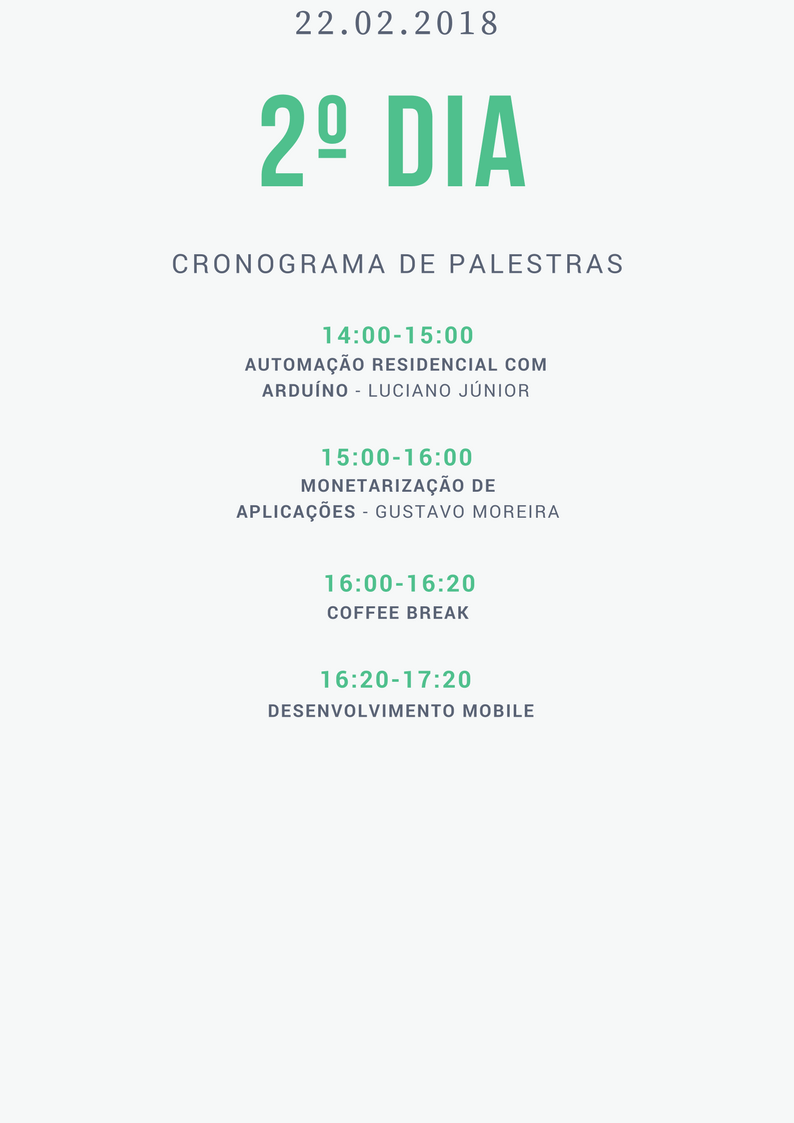 22.02.2018
2º DIA
CRONOGRAMA DE PALESTRAS
14:00-15:00
AUTOMAÇÃO RESIDENCIAL COM
ARDUÍNO - LUCIANO JÚNIOR
15:00-16:00
MONETARIZAÇÃO DE
APLICAÇÕES - GUSTAVO MOREIRA
16:00-16:20
COFFEE BREAK
16:20-17:20
DESENVOLVIMENTO MOBILE